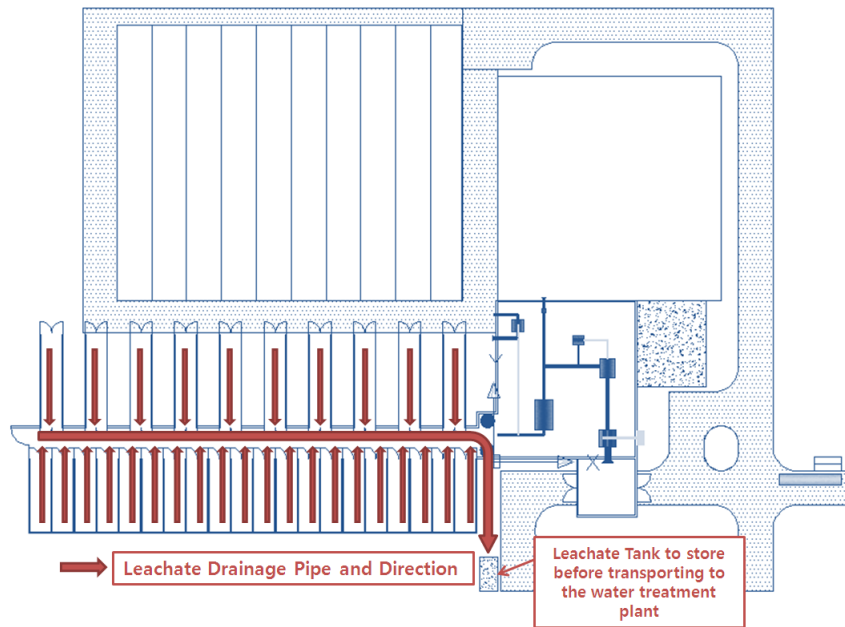 Leachate Drainage Pipe and Direction
Leachate Tank to store
before transporting to
the water treatment
plant